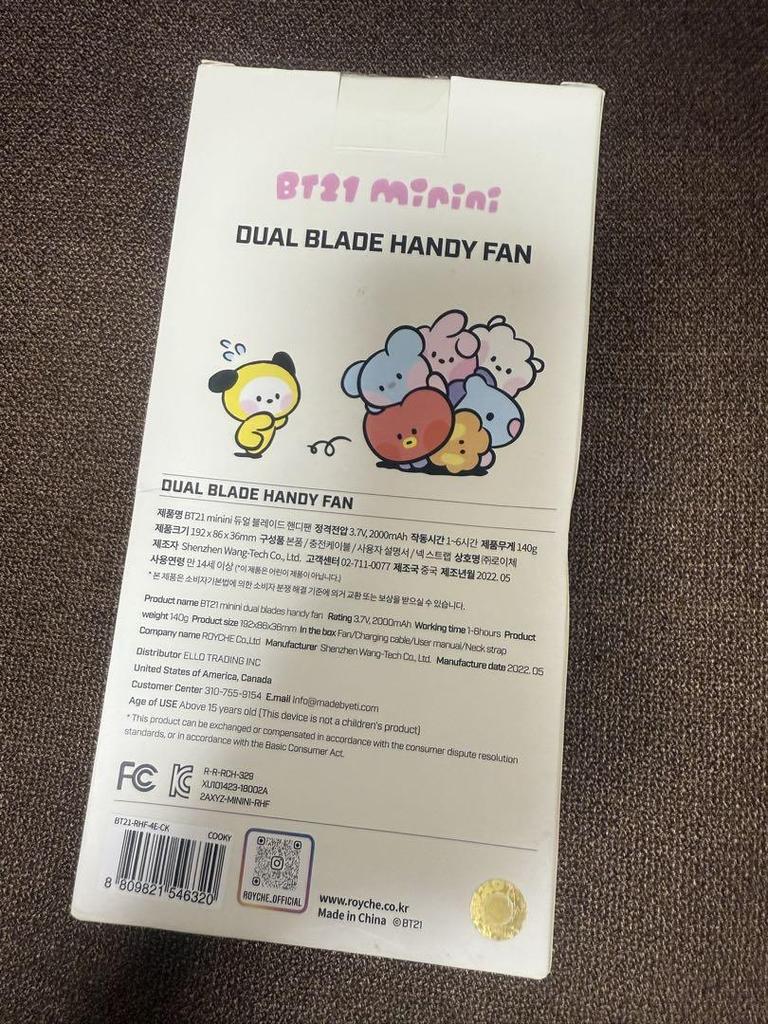 BT21 minini
DUAL BLADE HANDY FAN
DUAL BLADE HANDY FAN
제품명 BT21 minini 듀얼 블레이드 핸디팬 정격전압 3.7V, 2000mAh 작동시간 1~6시간 제품무게 140g
제품크기 192 x 86 x 36mm 구성품 본품 / 충전케이블 / 사용자 설명서 / 넥 스트랩 상호명 ㈜로이체
제조자 Shenzhen Wang-Tech Co., Ltd. 고객센터 02-711-0077 제조국 중국 제조년월 2022. 05
사용연령 만 14세 이상 (*이 제품은 어린이 제품이 아닙니다.)
* 본 제품은 소비자기본법에 의한 소비자 분쟁 해결 기준에 의거 교환 또는 보상을 받으실 수 있습니다.
Product name BT21 minini dual blades handy fan Rating 3.7V, 2000mAh Working time 1-6hours Product
weight 140g Product size 192x86x36mm In the box Fan/Charging cable/User manual/Neck strap
Company name ROYCHE Co.,Ltd Manufacturer Shenzhen Wang-Tech Co., Ltd. Manufacture date 2022. 05
Distributor ELLO TRADING INC
United States of America, Canada
Customer Center 310-755-9154 E.mail info@madebyeti.com
Age of USE Above 15 years old (This device is not a children's product)
* This product can be exchanged or compensated in accordance with the consumer dispute resolution
standards, or in accordance with the Basic Consumer Act.
FC
R-R-RCH-329
XU101423-18002A
2AXYZ-MININI-RHF
BT21-RHF-4E-CK
COOKY
8 809821 546320
ROYCHE_OFFICIAL
www.royche.co.kr
Made in China ©BT21